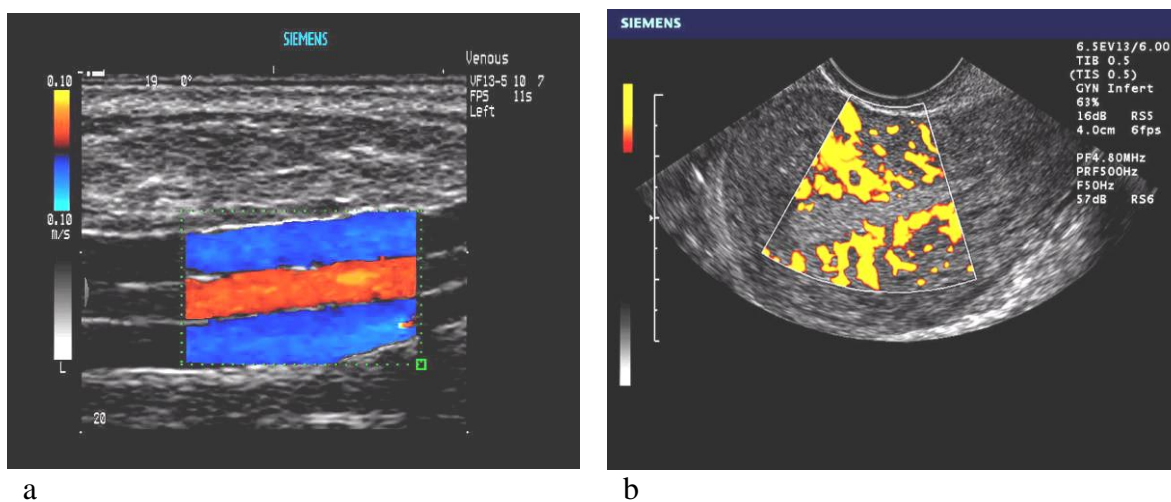 SIEMENS
Venous
0.10
19 0°
VF13-5 10 7
FPS 11s
Left
0.10
m/s
L
20
a
SIEMENS
6.5EV13/6.00
TIB 0.5
(TIS 0.5)
GYN Infert
63%
16dB RS5
4.0cm 6fps
PF4.80MHz
PRF500Hz
F50Hz
57dB RS6
b